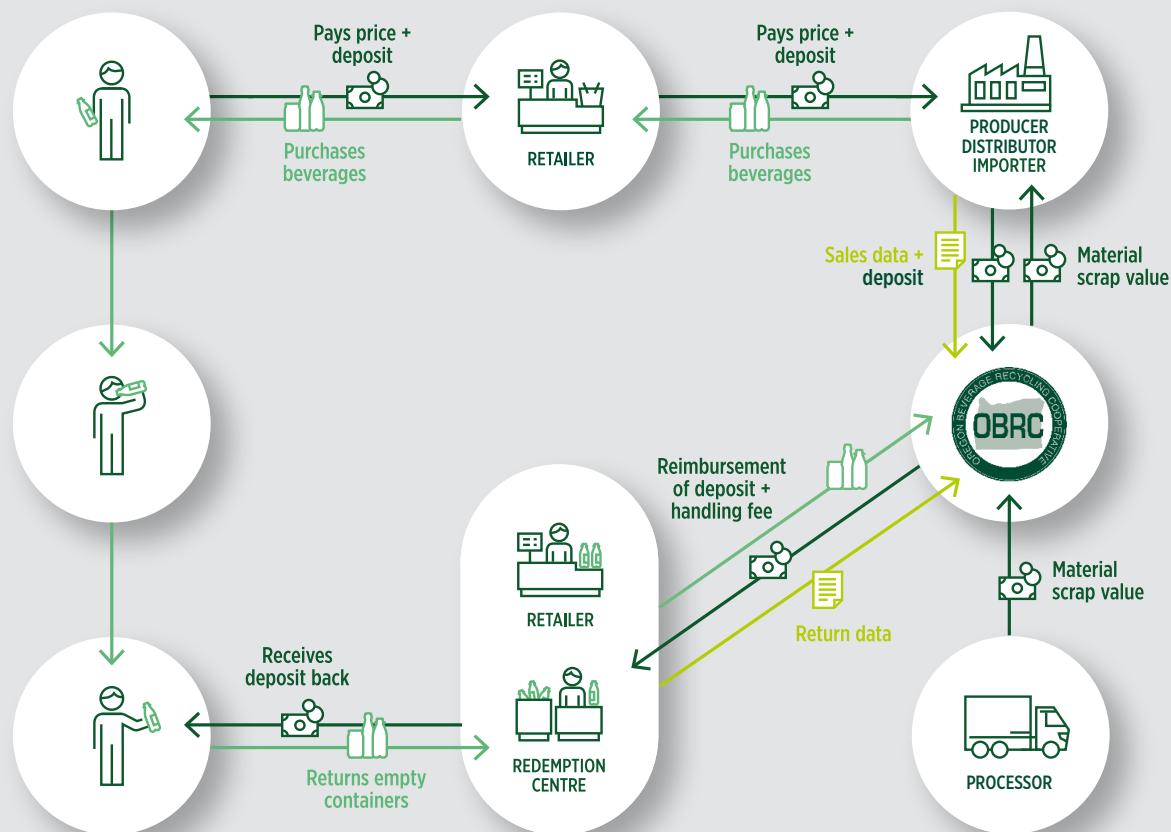 Pays price +
deposit
Purchases
beverages
RETAILER
Pays price +
deposit
Purchases
beverages
PRODUCER
DISTRIBUTOR
IMPORTER
Sales data +
deposit
Material
scrap value
OREGON BEVERAGE RECYCLING COOPERATIVE
OBRC
Reimbursement
of deposit +
handling fee
Return data
Material
scrap value
RETAILER
REDEMPTION
CENTRE
Receives
deposit back
Returns empty
containers
PROCESSOR